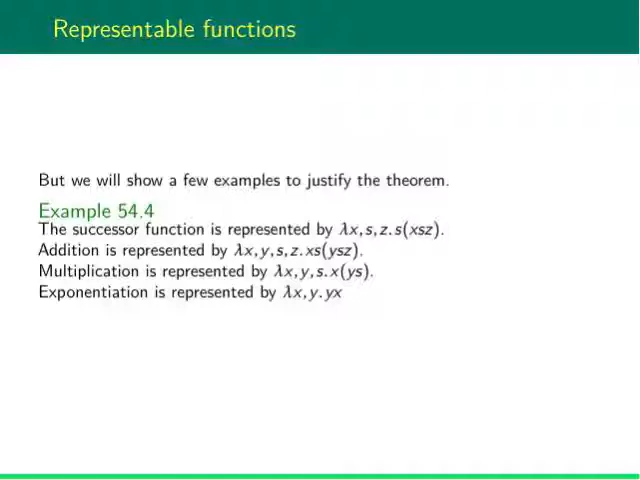 Representable functions
But we will show a few examples to justify the theorem.
Example 54.4
The successor function is represented by λx,s,z.s(xsz).
Addition is represented by λx,y,s,z.xs(ysz).
Multiplication is represented by λx,y,s.x(ys).
Exponentiation is represented by λx,y.yx